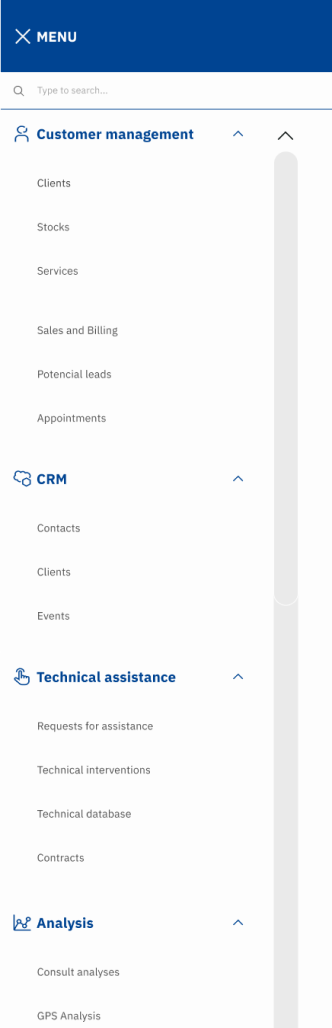 MENU
Type to search...
Customer management
Clients
Stocks
Services
Sales and Billing
Potencial leads
Appointments
CRM
Contacts
Clients
Events
Technical assistance
Requests for assistance
Technical interventions
Technical database
Contracts
Analysis
Consult analyses
GPS Analysis